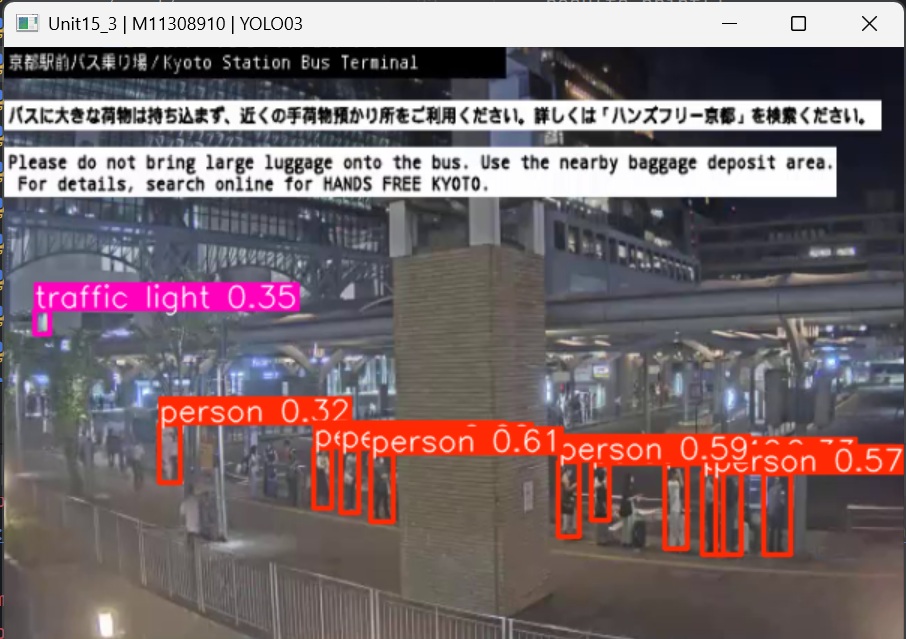 Unit15_3 | M11308910 | YOLO03
京都駅前バス乗り場/Kyoto Station Bus Terminal
バスに大きな荷物は持ち込まず、近くの手荷物預かり所をご利用ください。詳しくは「ハンズフリー京都」を検索ください。
Please do not bring large luggage onto the bus. Use the nearby baggage deposit area.
For details, search online for HANDS FREE KYOTO.
traffic light 0.35
person 0.32
person 0.61
person 0.59
person 0.57